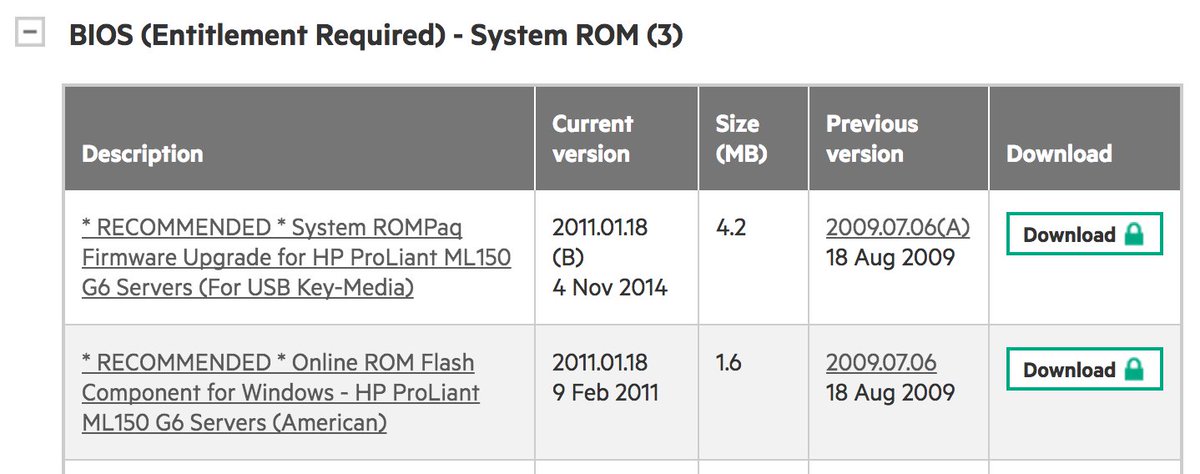 BIOS (Entitlement Required) - System ROM (3)
Description
Current version
Size (MB)
Previous version
Download
* RECOMMENDED * System ROMPaq
Firmware Upgrade for HP ProLiant ML150
G6 Servers (For USB Key-Media)
2011.01.18
(B)
4 Nov 2014
4.2
2009.07.06(A)
18 Aug 2009
Download
* RECOMMENDED * Online ROM Flash
Component for Windows - HP ProLiant
ML150 G6 Servers (American)
2011.01.18
9 Feb 2011
1.6
2009.07.06
18 Aug 2009
Download